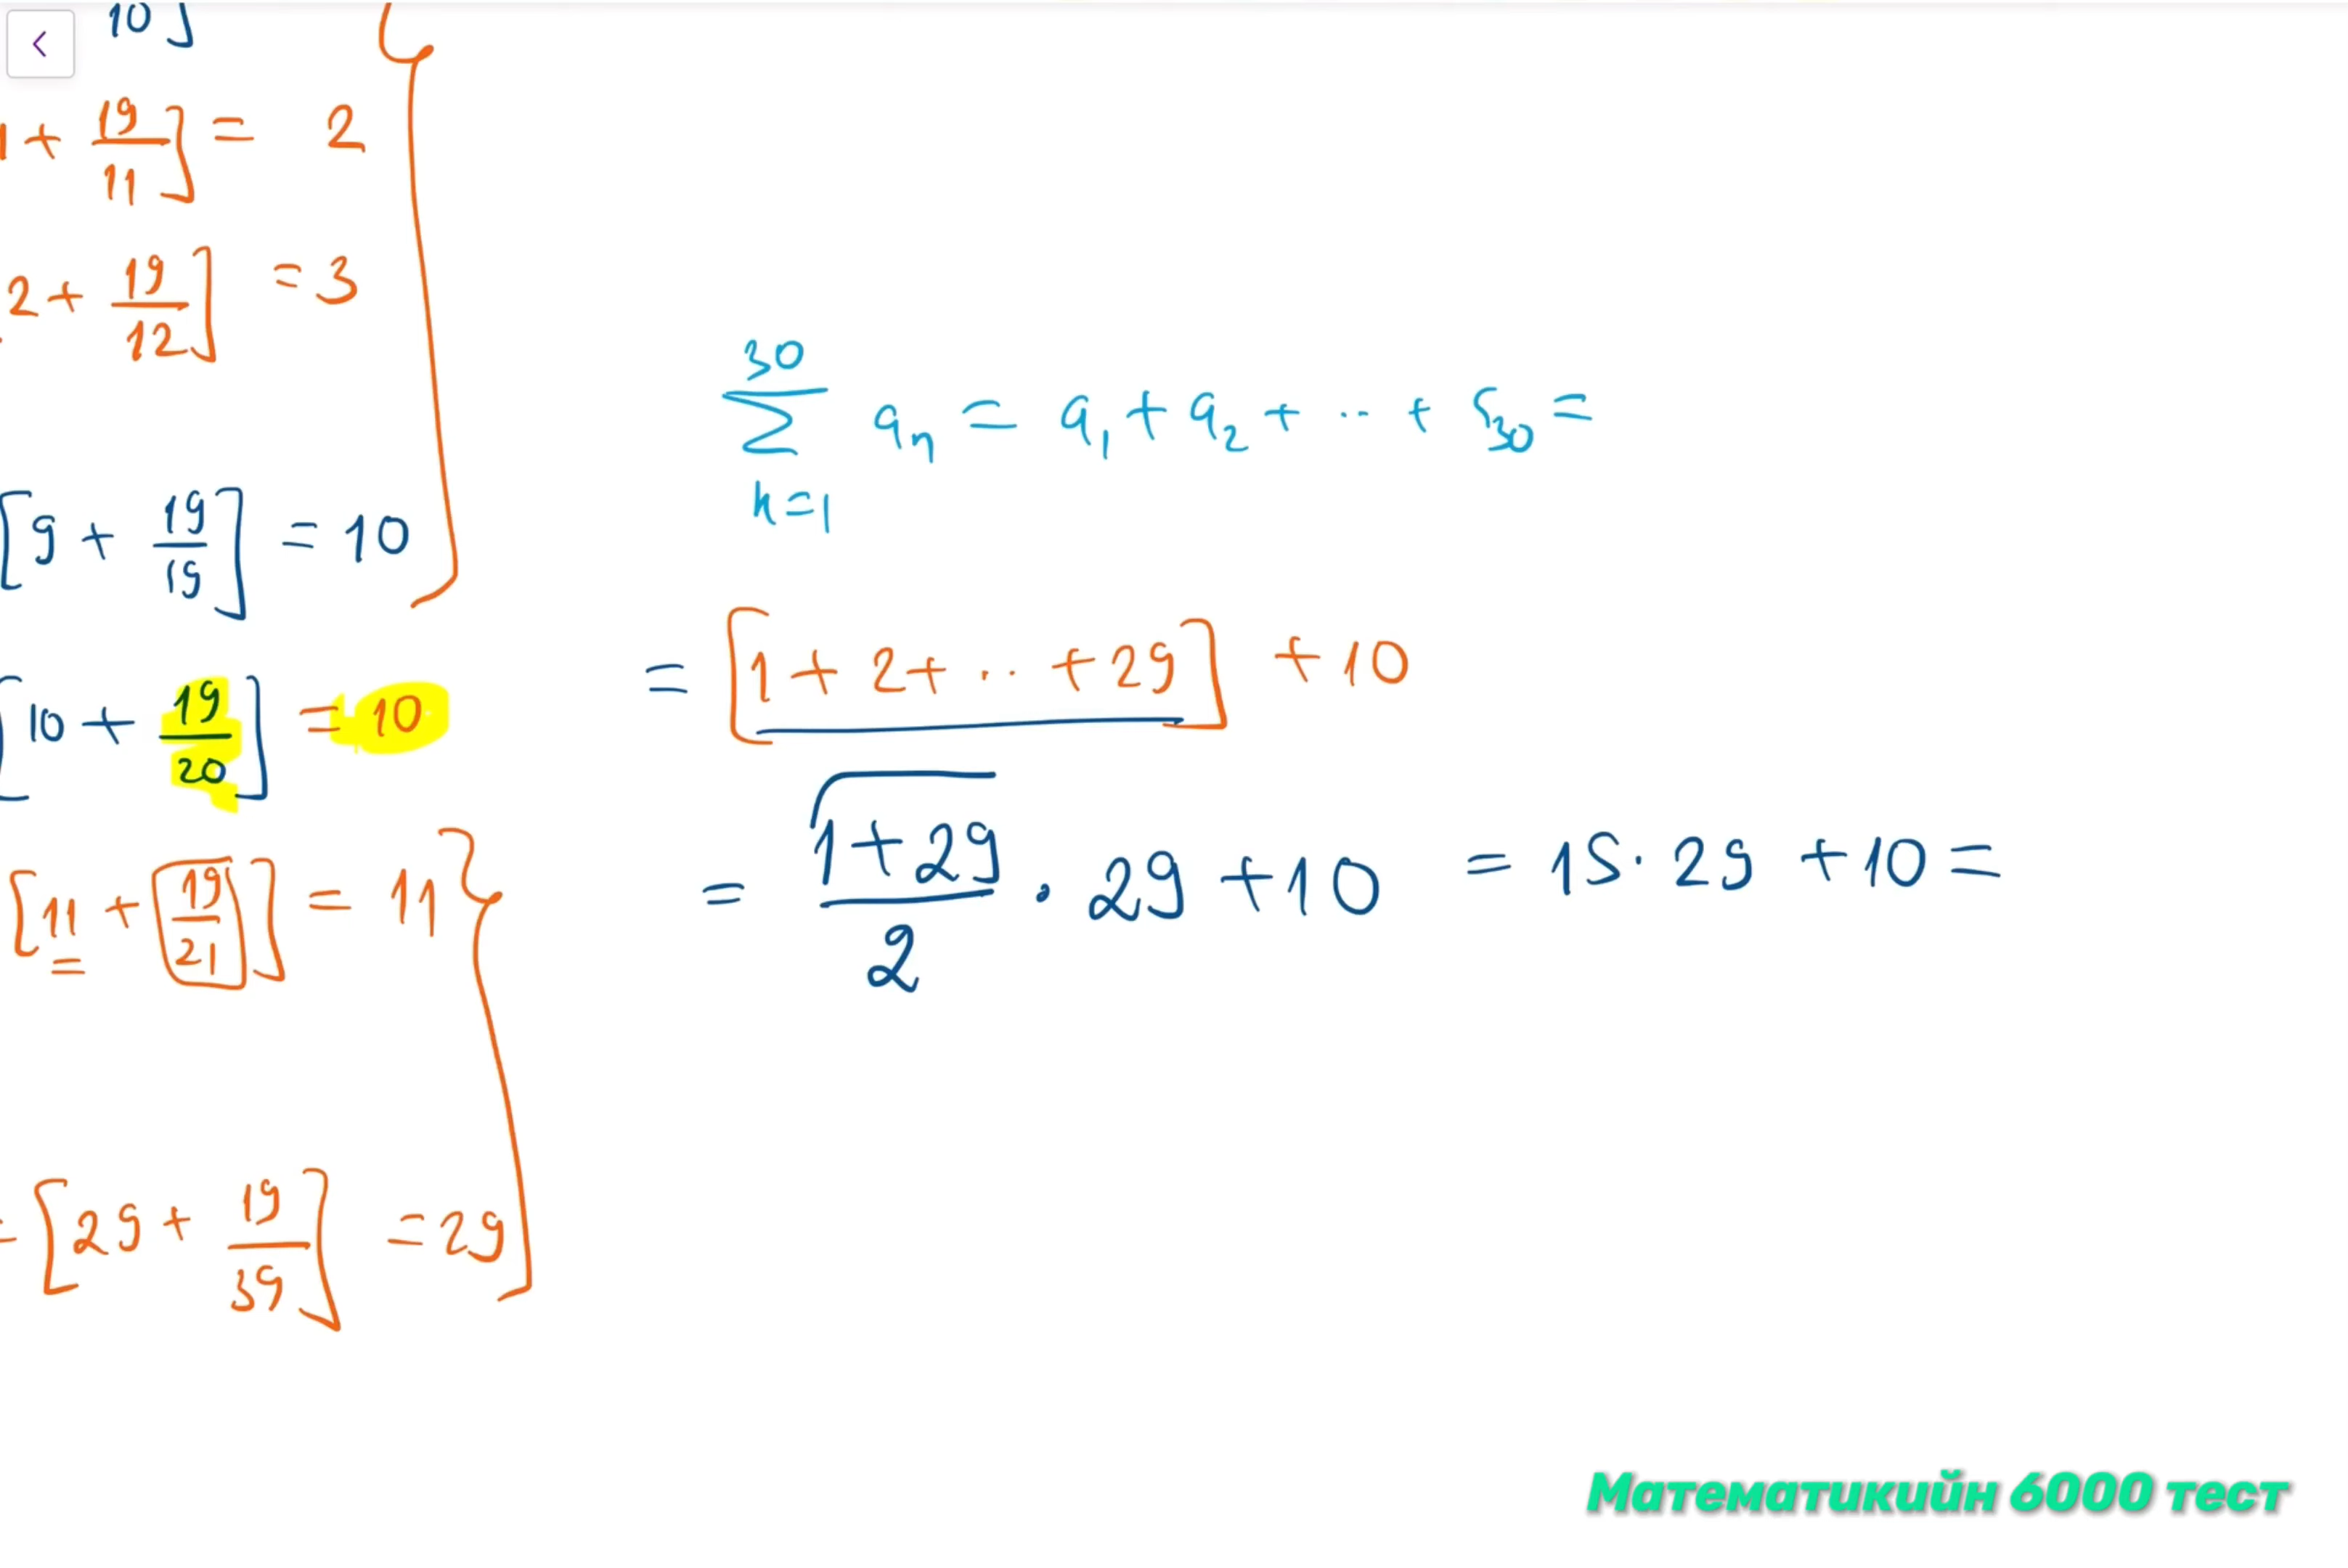 10]
1 + 19/11] = 2
2 + 19/12] = 3
[9 + 19/19] = 10
[10 + 19/20] = 10
[11 + 19/21] = 11
= [29 + 19/39] = 29
30
∑ aₙ = a₁ + a₂ + ·· + S₃₀ =
n=1
= [1 + 2 + ·· + 29] + 10
= (1 + 29)/2 · 29 + 10 = 15 · 29 + 10 =
Математикийн 6000 тест